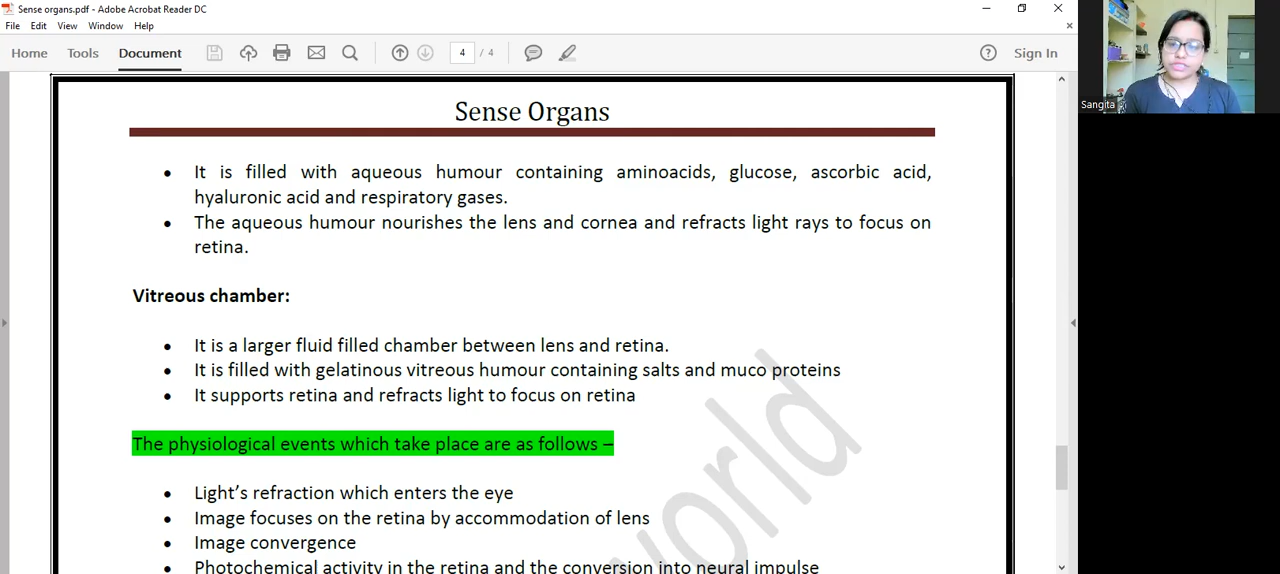 Sense organs.pdf - Adobe Acrobat Reader DC
File Edit View Window Help
Home Tools Document 4 / 4 Sign In
Sangita
Sense Organs
• It is filled with aqueous humour containing aminoacids, glucose, ascorbic acid,
hyaluronic acid and respiratory gases.
• The aqueous humour nourishes the lens and cornea and refracts light rays to focus on
retina.
Vitreous chamber:
• It is a larger fluid filled chamber between lens and retina.
• It is filled with gelatinous vitreous humour containing salts and muco proteins
• It supports retina and refracts light to focus on retina
The physiological events which take place are as follows –
• Light’s refraction which enters the eye
• Image focuses on the retina by accommodation of lens
• Image convergence
• Photochemical activity in the retina and the conversion into neural impulse
world